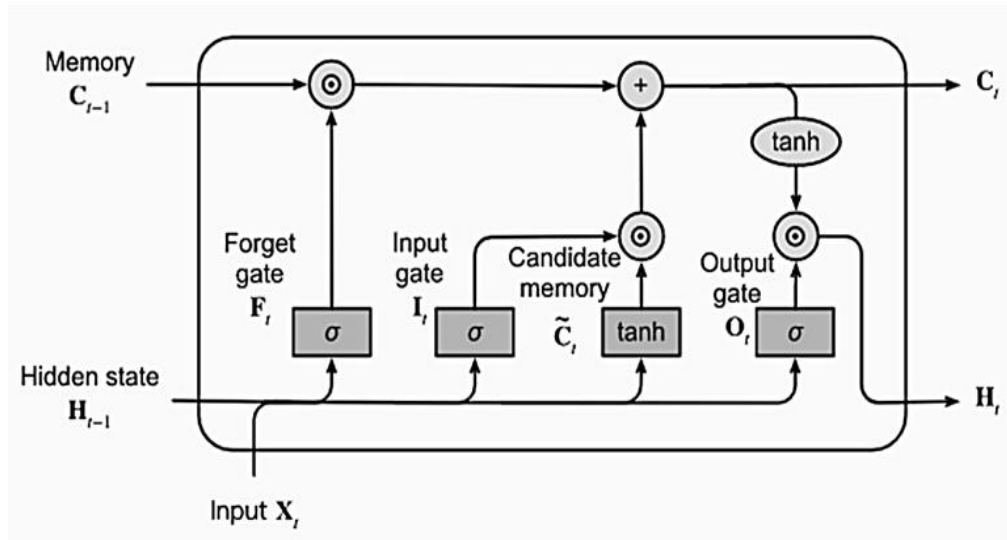 Memory
C_{t-1}
⊙
+
C_t
tanh
Forget
gate
F_t
Input
gate
I_t
Candidate
memory
C̃_t
⊙
Output
gate
O_t
⊙
σ
σ
tanh
σ
Hidden state
H_{t-1}
H_t
Input X_t